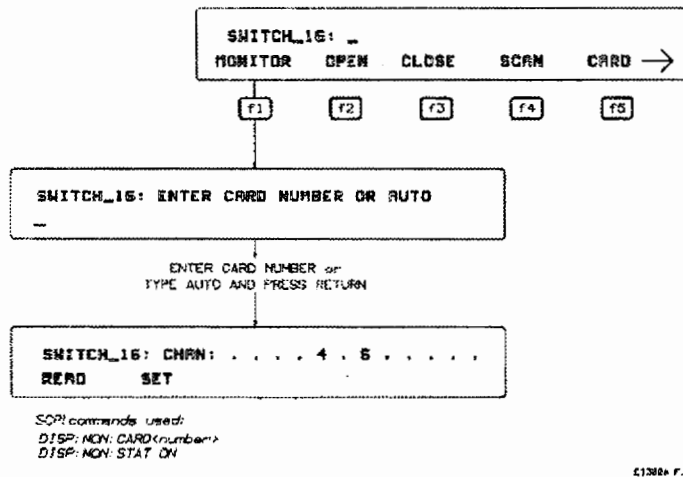 SWITCH_16: _
MONITOR OPEN CLOSE SCAN CARD →
f1 f2 f3 f4 f5
SWITCH_16: ENTER CARD NUMBER OR AUTO
_
ENTER CARD NUMBER or
TYPE AUTO AND PRESS RETURN
SWITCH_16: CHAN: . . . . 4 . 6 . . . . .
READ SET
SCPI commands used:
DISP:MON:CARD<number>
DISP:MON:STAT ON